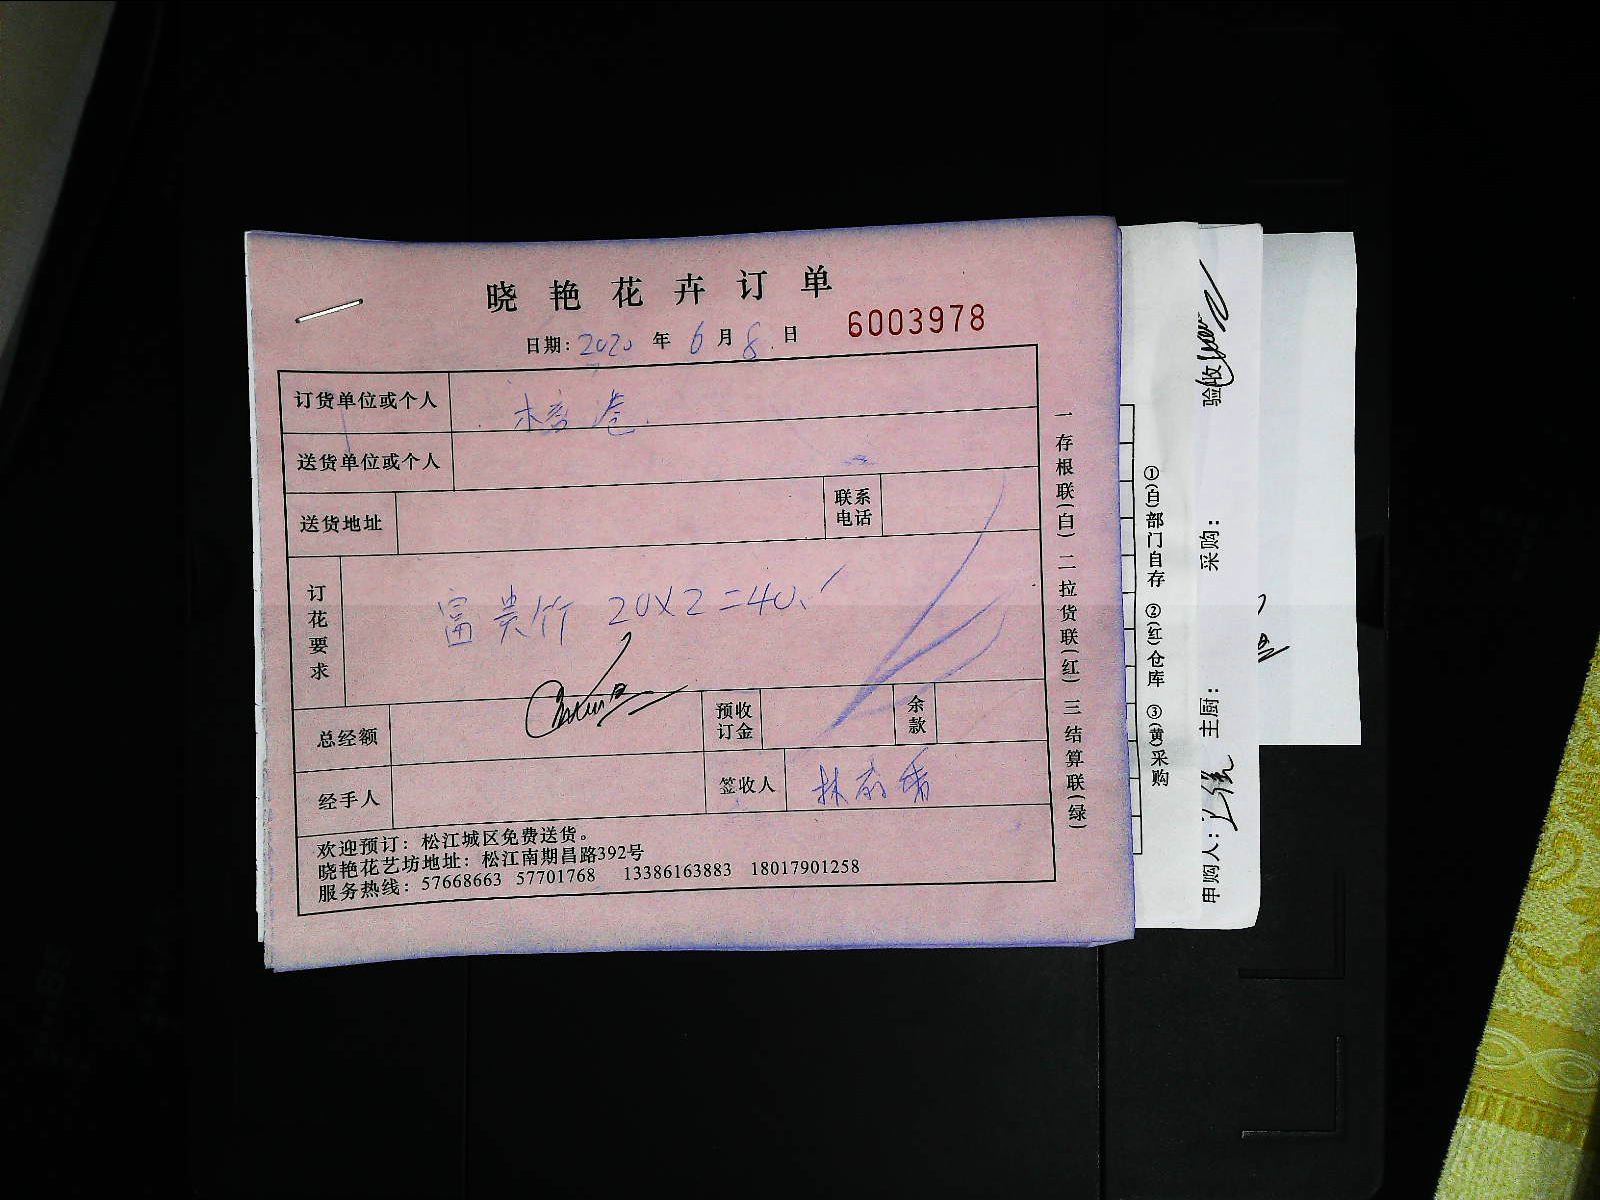 晓艳花卉订单
日期: 2020 年 6 月 8 日 6003978
订货单位或个人
送货单位或个人
送货地址 联系电话
订花要求 富贵竹 20X2=40.
总经额 预收订金 余款
经手人 签收人 林
欢迎预订: 松江城区免费送货。
晓艳花艺坊地址: 松江南期昌路392号
服务热线: 57668663 57701768 13386163883 18017901258
一存根联(白) 二拉货联(红) 三结算联(绿)
①(白)部门自存 ②(红)仓库 ③(黄)采购
申购人: 主厨: 采购: 验收